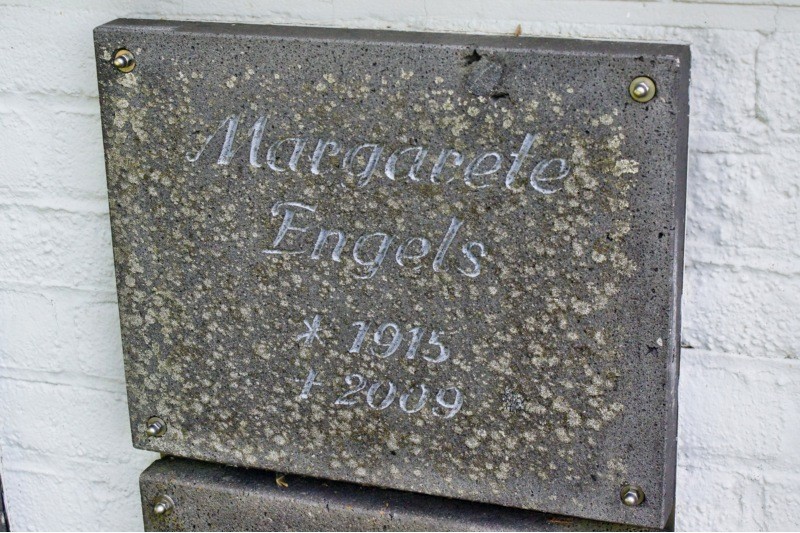 Margarete
Engels
* 1915
† 2009